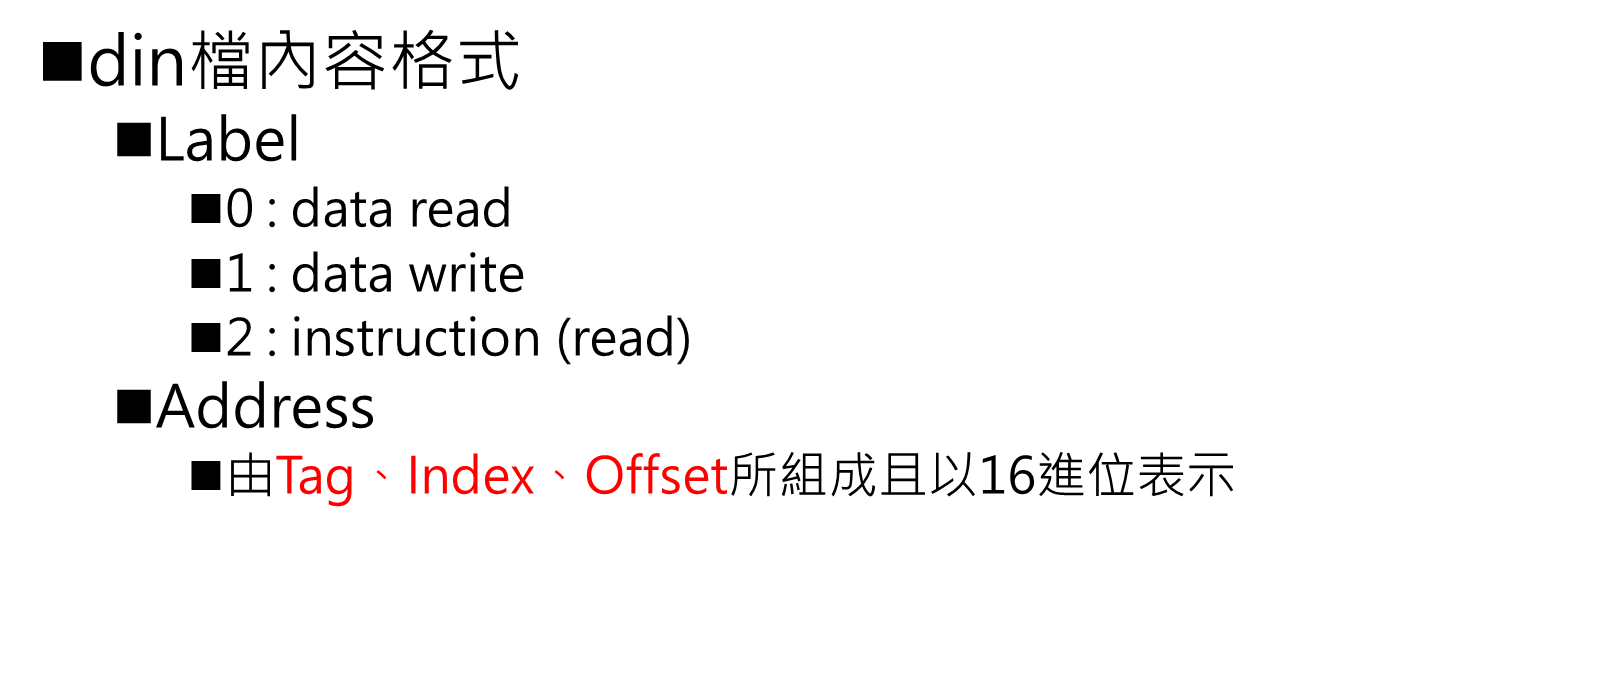 ■din檔內容格式
■Label
■0 : data read
■1 : data write
■2 : instruction (read)
■Address
■由Tag、Index、Offset所組成且以16進位表示